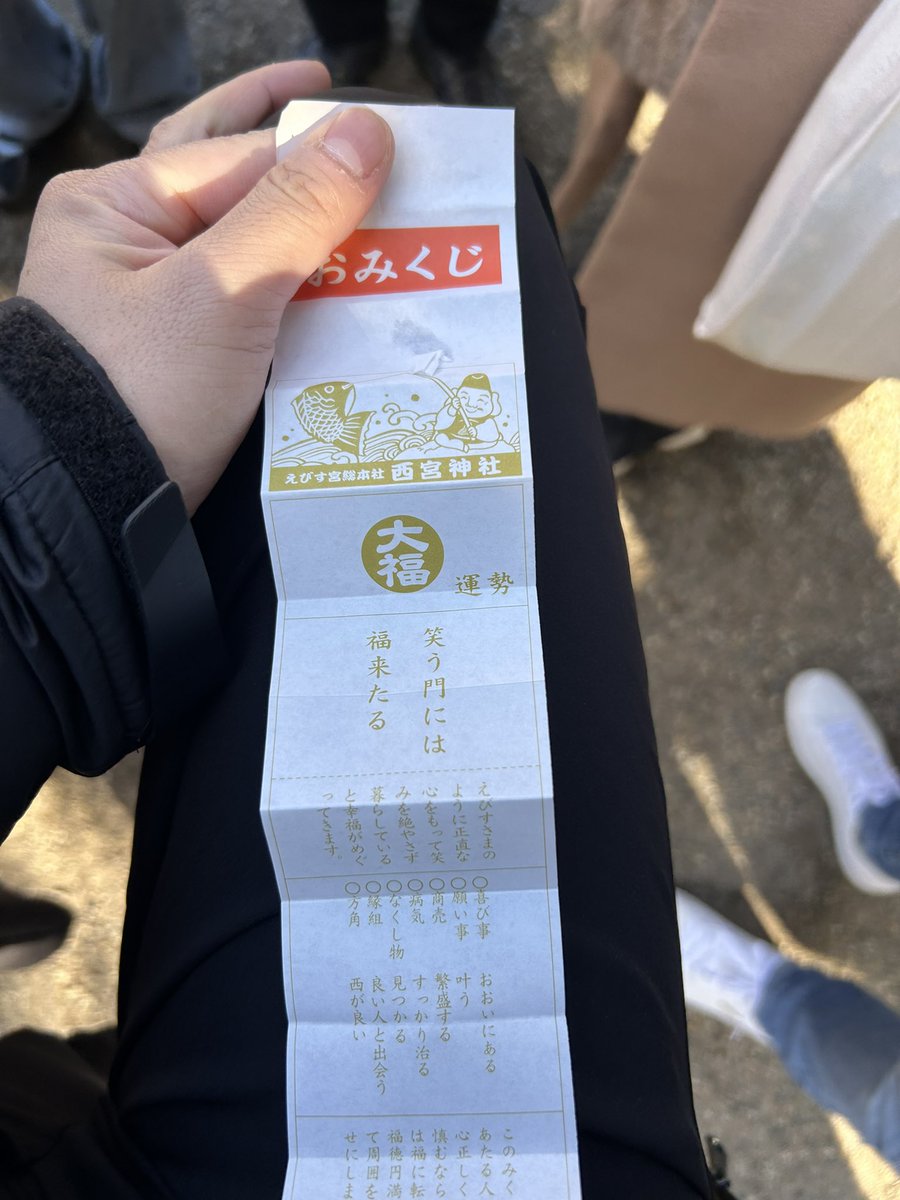 おみくじ
えびす宮総本社 西宮神社
大福
運勢
笑う門には
福来たる
えびすさまの
ように正直な
心をもって笑
みを絶やさず
暮らしている
と幸福がめぐ
ってきます。
○喜び事 おおいにある
○願い事 叶う
○商売 繁盛する
○病気 すっかり治る
○なくし物 見つかる
○縁組 良い人と出会う
○方角 西が良い
このみく
あたる人
心正しく
慎むなら
は福に転
福徳円満
て周囲を
せにしま